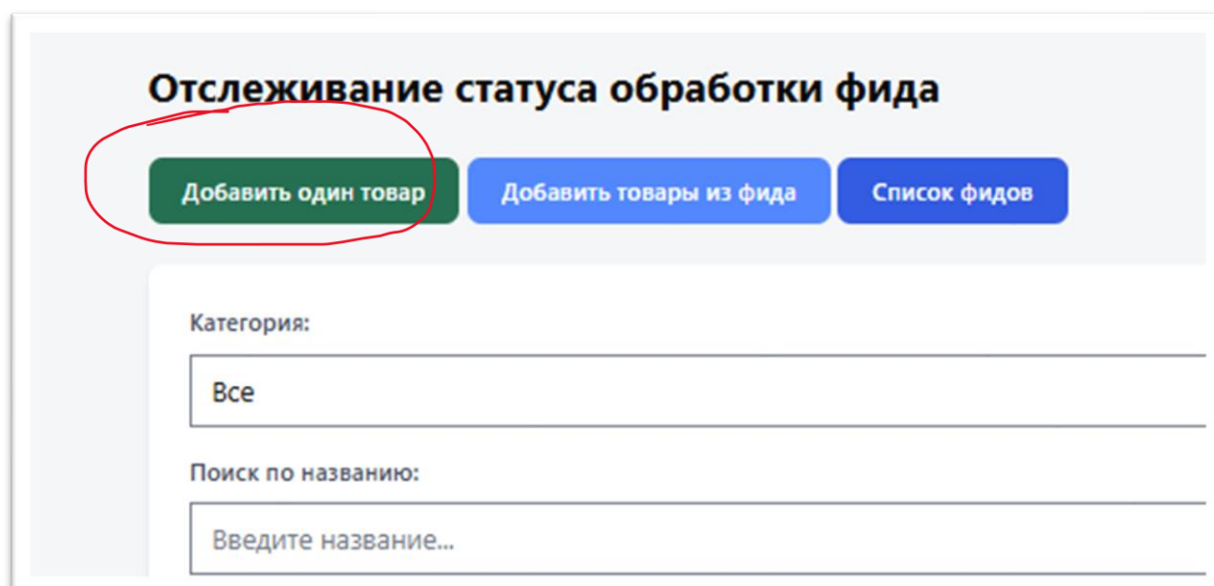 Отслеживание статуса обработки фида
Добавить один товар Добавить товары из фида Список фидов
Категория:
Все
Поиск по названию:
Введите название...